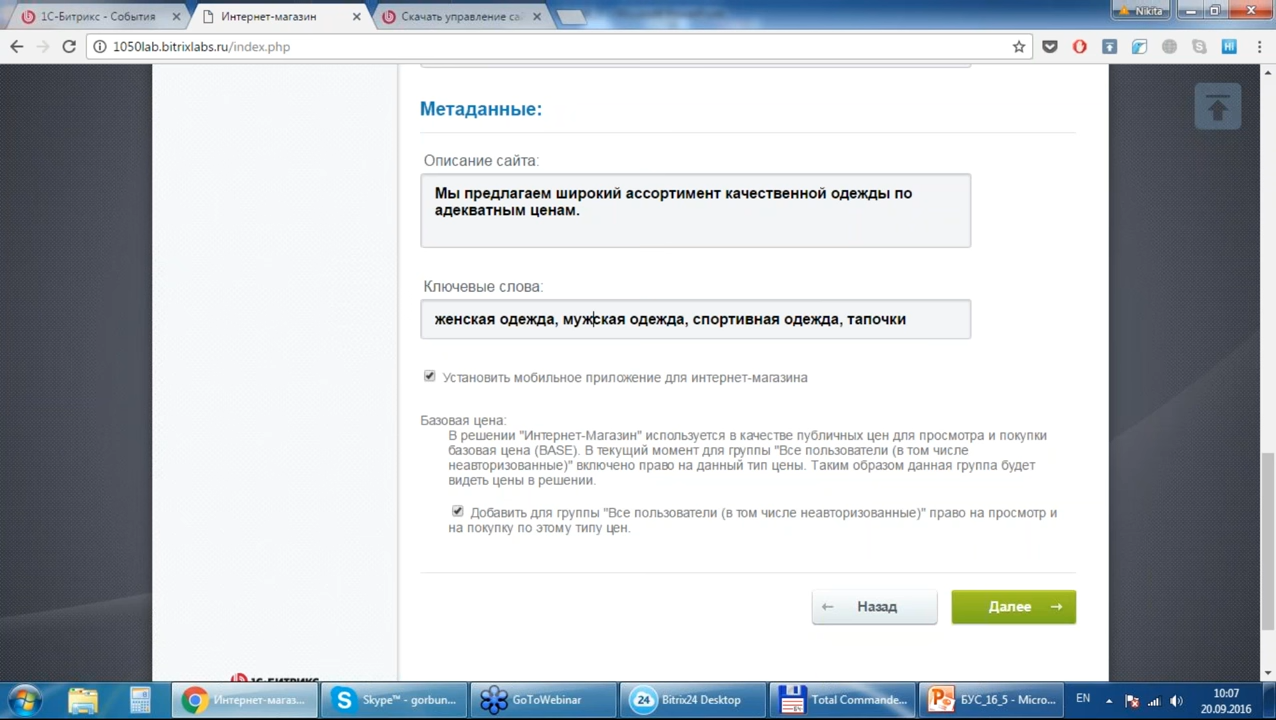 1С-Битрикс - События
Интернет-магазин
Скачать управление са
Nikita
1050lab.bitrixlabs.ru/index.php
Hi
Метаданные:
Описание сайта:
Мы предлагаем широкий ассортимент качественной одежды по
адекватным ценам.
Ключевые слова:
женская одежда, мужская одежда, спортивная одежда, тапочки
Установить мобильное приложение для интернет-магазина
Базовая цена:
В решении "Интернет-Магазин" используется в качестве публичных цен для просмотра и покупки
базовая цена (BASE). В текущий момент для группы "Все пользователи (в том числе
неавторизованные)" включено право на данный тип цены. Таким образом данная группа будет
видеть цены в решении.
Добавить для группы "Все пользователи (в том числе неавторизованные)" право на просмотр и
на покупку по этому типу цен.
← Назад
Далее →
1С-БИТРИКС
Интернет-магаз...
Skype™ - gorbun...
GoToWebinar
24 Bitrix24 Desktop
Total Commande...
БУС_16_5 - Micro...
EN
10:07
20.09.2016